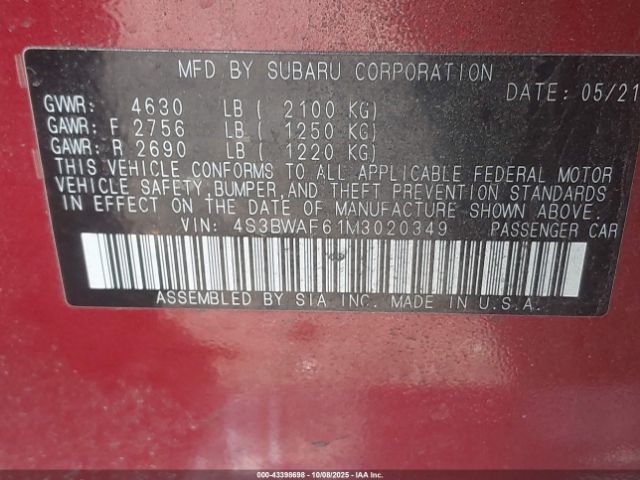 MFD BY SUBARU CORPORATION
DATE: 05/21
GVWR: 4630 LB ( 2100 KG)
GAWR: F 2756 LB ( 1250 KG)
GAWR: R 2690 LB ( 1220 KG)
THIS VEHICLE CONFORMS TO ALL APPLICABLE FEDERAL MOTOR
VEHICLE SAFETY, BUMPER, AND THEFT PREVENTION STANDARDS
IN EFFECT ON THE DATE OF MANUFACTURE SHOWN ABOVE.
VIN: 4S3BWAF61M3020349 PASSENGER CAR
ASSEMBLED BY SIA INC. MADE IN U.S.A.
000-43398698 | 10/08/2025 - IAA, Inc.